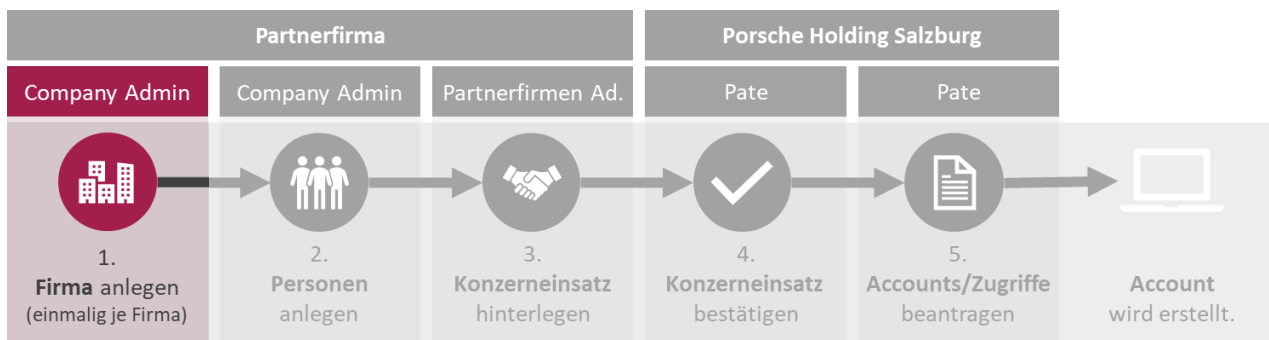 Partnerfirma
Porsche Holding Salzburg
Company Admin
Company Admin
Partnerfirmen Ad.
Pate
Pate
1.
Firma anlegen
(einmalig je Firma)
2.
Personen
anlegen
3.
Konzerneinsatz
hinterlegen
4.
Konzerneinsatz
bestätigen
5.
Accounts/Zugriffe
beantragen
Account
wird erstellt.